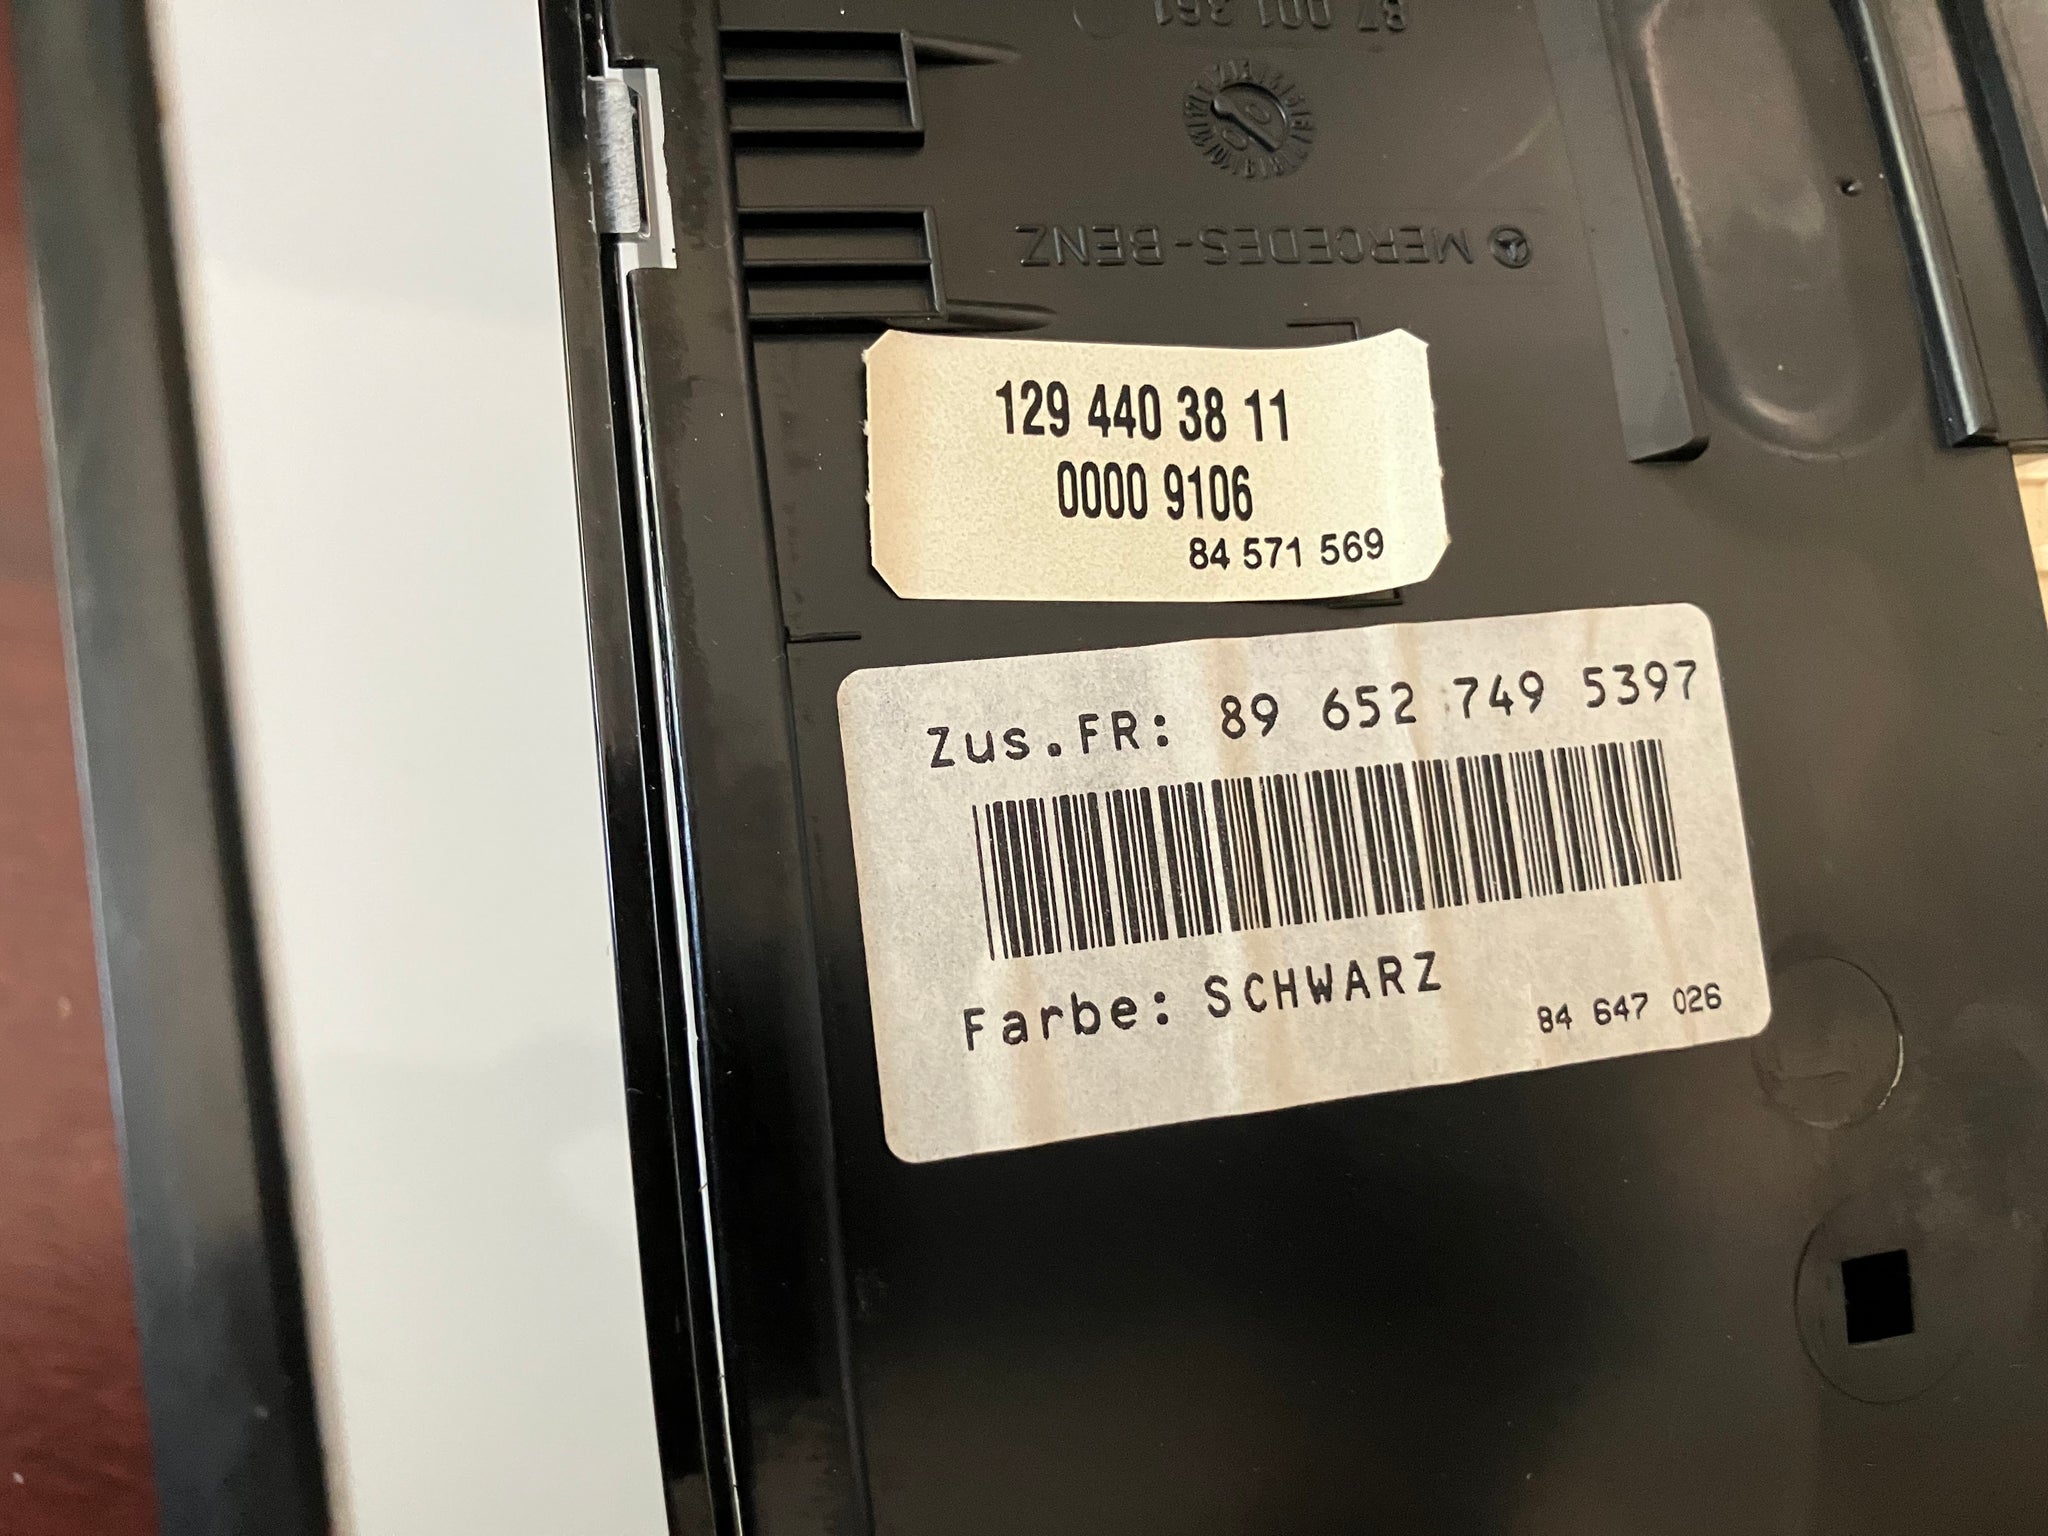 MERCEDES-BENZ
129 440 38 11
0000 9106
84 571 569
Zus.FR: 89 652 749 5397
Farbe: SCHWARZ
84 647 026